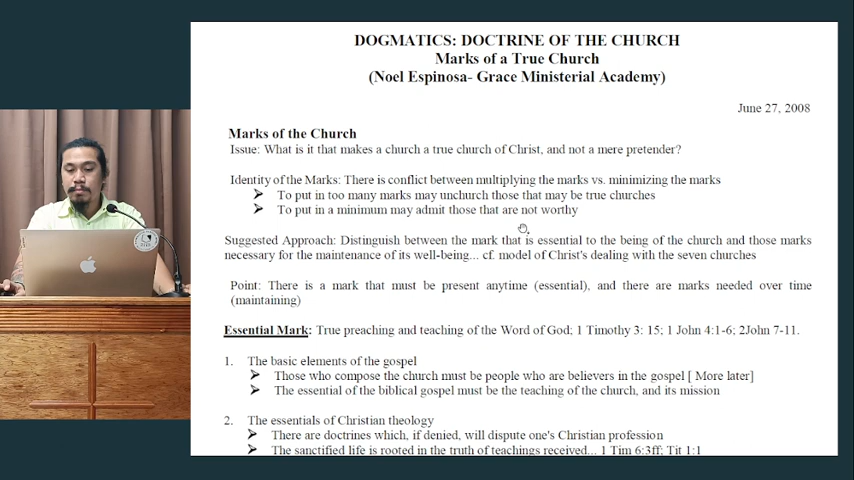 DOGMATICS: DOCTRINE OF THE CHURCH
Marks of a True Church
(Noel Espinosa- Grace Ministerial Academy)
June 27, 2008
Marks of the Church
Issue: What is it that makes a church a true church of Christ, and not a mere pretender?
Identity of the Marks: There is conflict between multiplying the marks vs. minimizing the marks
➤ To put in too many marks may unchurch those that may be true churches
➤ To put in a minimum may admit those that are not worthy
Suggested Approach: Distinguish between the mark that is essential to the being of the church and those marks
necessary for the maintenance of its well-being... cf. model of Christ's dealing with the seven churches
Point: There is a mark that must be present anytime (essential), and there are marks needed over time
(maintaining)
Essential Mark: True preaching and teaching of the Word of God; 1 Timothy 3: 15; 1 John 4:1-6; 2John 7-11.
1. The basic elements of the gospel
➤ Those who compose the church must be people who are believers in the gospel [ More later]
➤ The essential of the biblical gospel must be the teaching of the church, and its mission
2. The essentials of Christian theology
➤ There are doctrines which, if denied, will dispute one's Christian profession
➤ The sanctified life is rooted in the truth of teachings received... 1 Tim 6:3ff; Tit 1:1